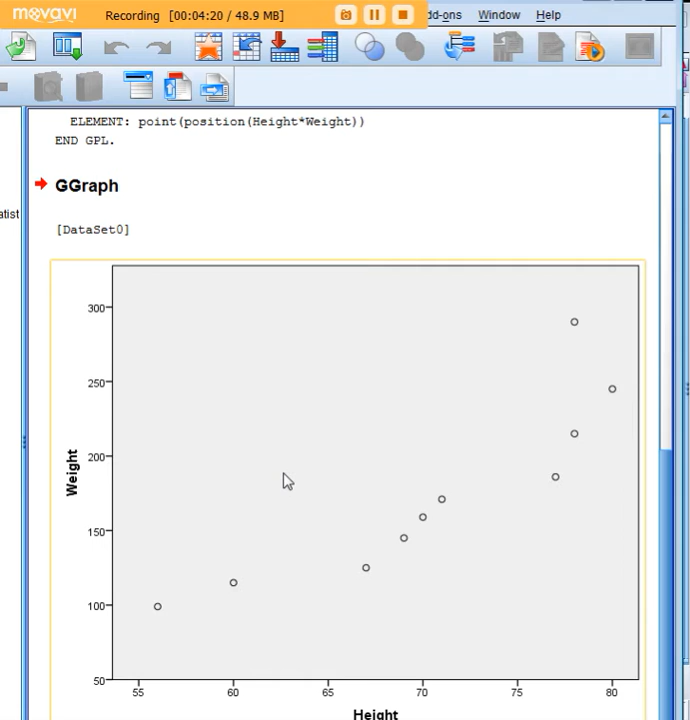 movavi Recording [00:04:20 / 48.9 MB] dd-ons Window Help
ELEMENT: point(position(Height*Weight))
END GPL.
GGraph
atist
[DataSet0]
300
250
200
150
100
50
Weight
55 60 65 70 75 80
Height